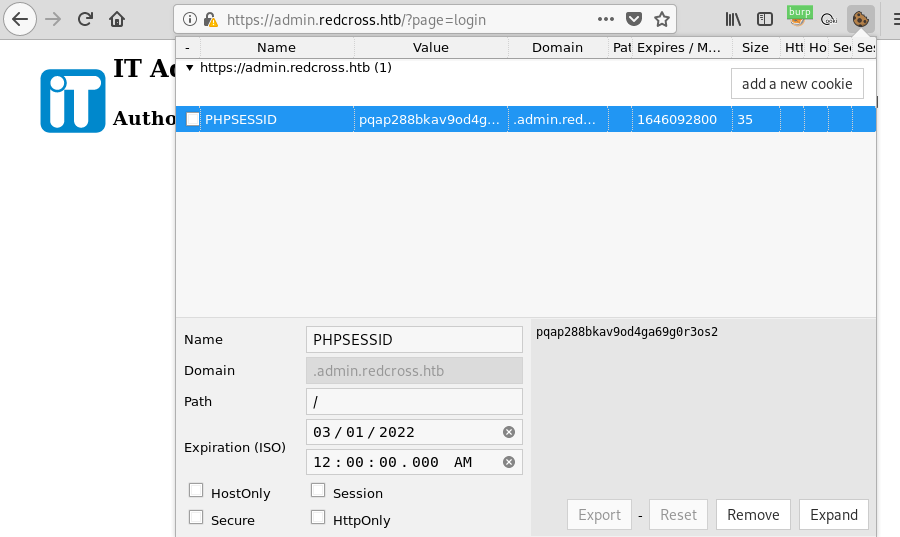 https://admin.redcross.htb/?page=login
burp
IT Ad
Autho
- Name Value Domain Pat Expires / M... Size Htt Ho Sec Ses
https://admin.redcross.htb (1)
add a new cookie
PHPSESSID pqap288bkav9od4g... .admin.red... 1646092800 35
Name PHPSESSID
pqap288bkav9od4ga69g0r3os2
Domain .admin.redcross.htb
Path /
Expiration (ISO) 03/01/2022
12:00:00.000 AM
HostOnly Session
Secure HttpOnly
Export - Reset Remove Expand